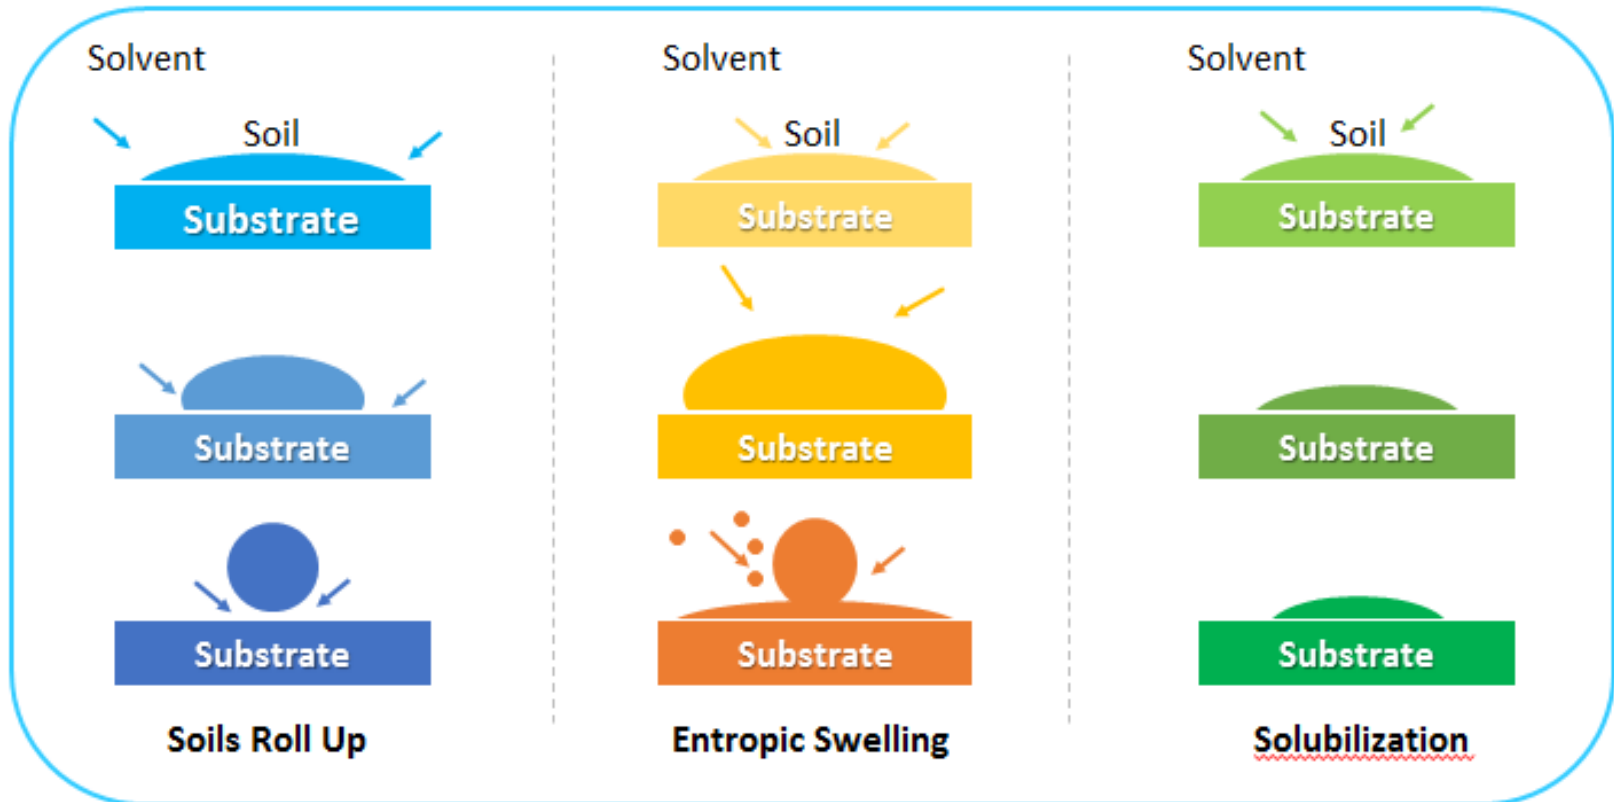 Solvent
Soil
Substrate
Substrate
Substrate
Soils Roll Up
Solvent
Soil
Substrate
Substrate
Substrate
Entropic Swelling
Solvent
Soil
Substrate
Substrate
Substrate
Solubilization